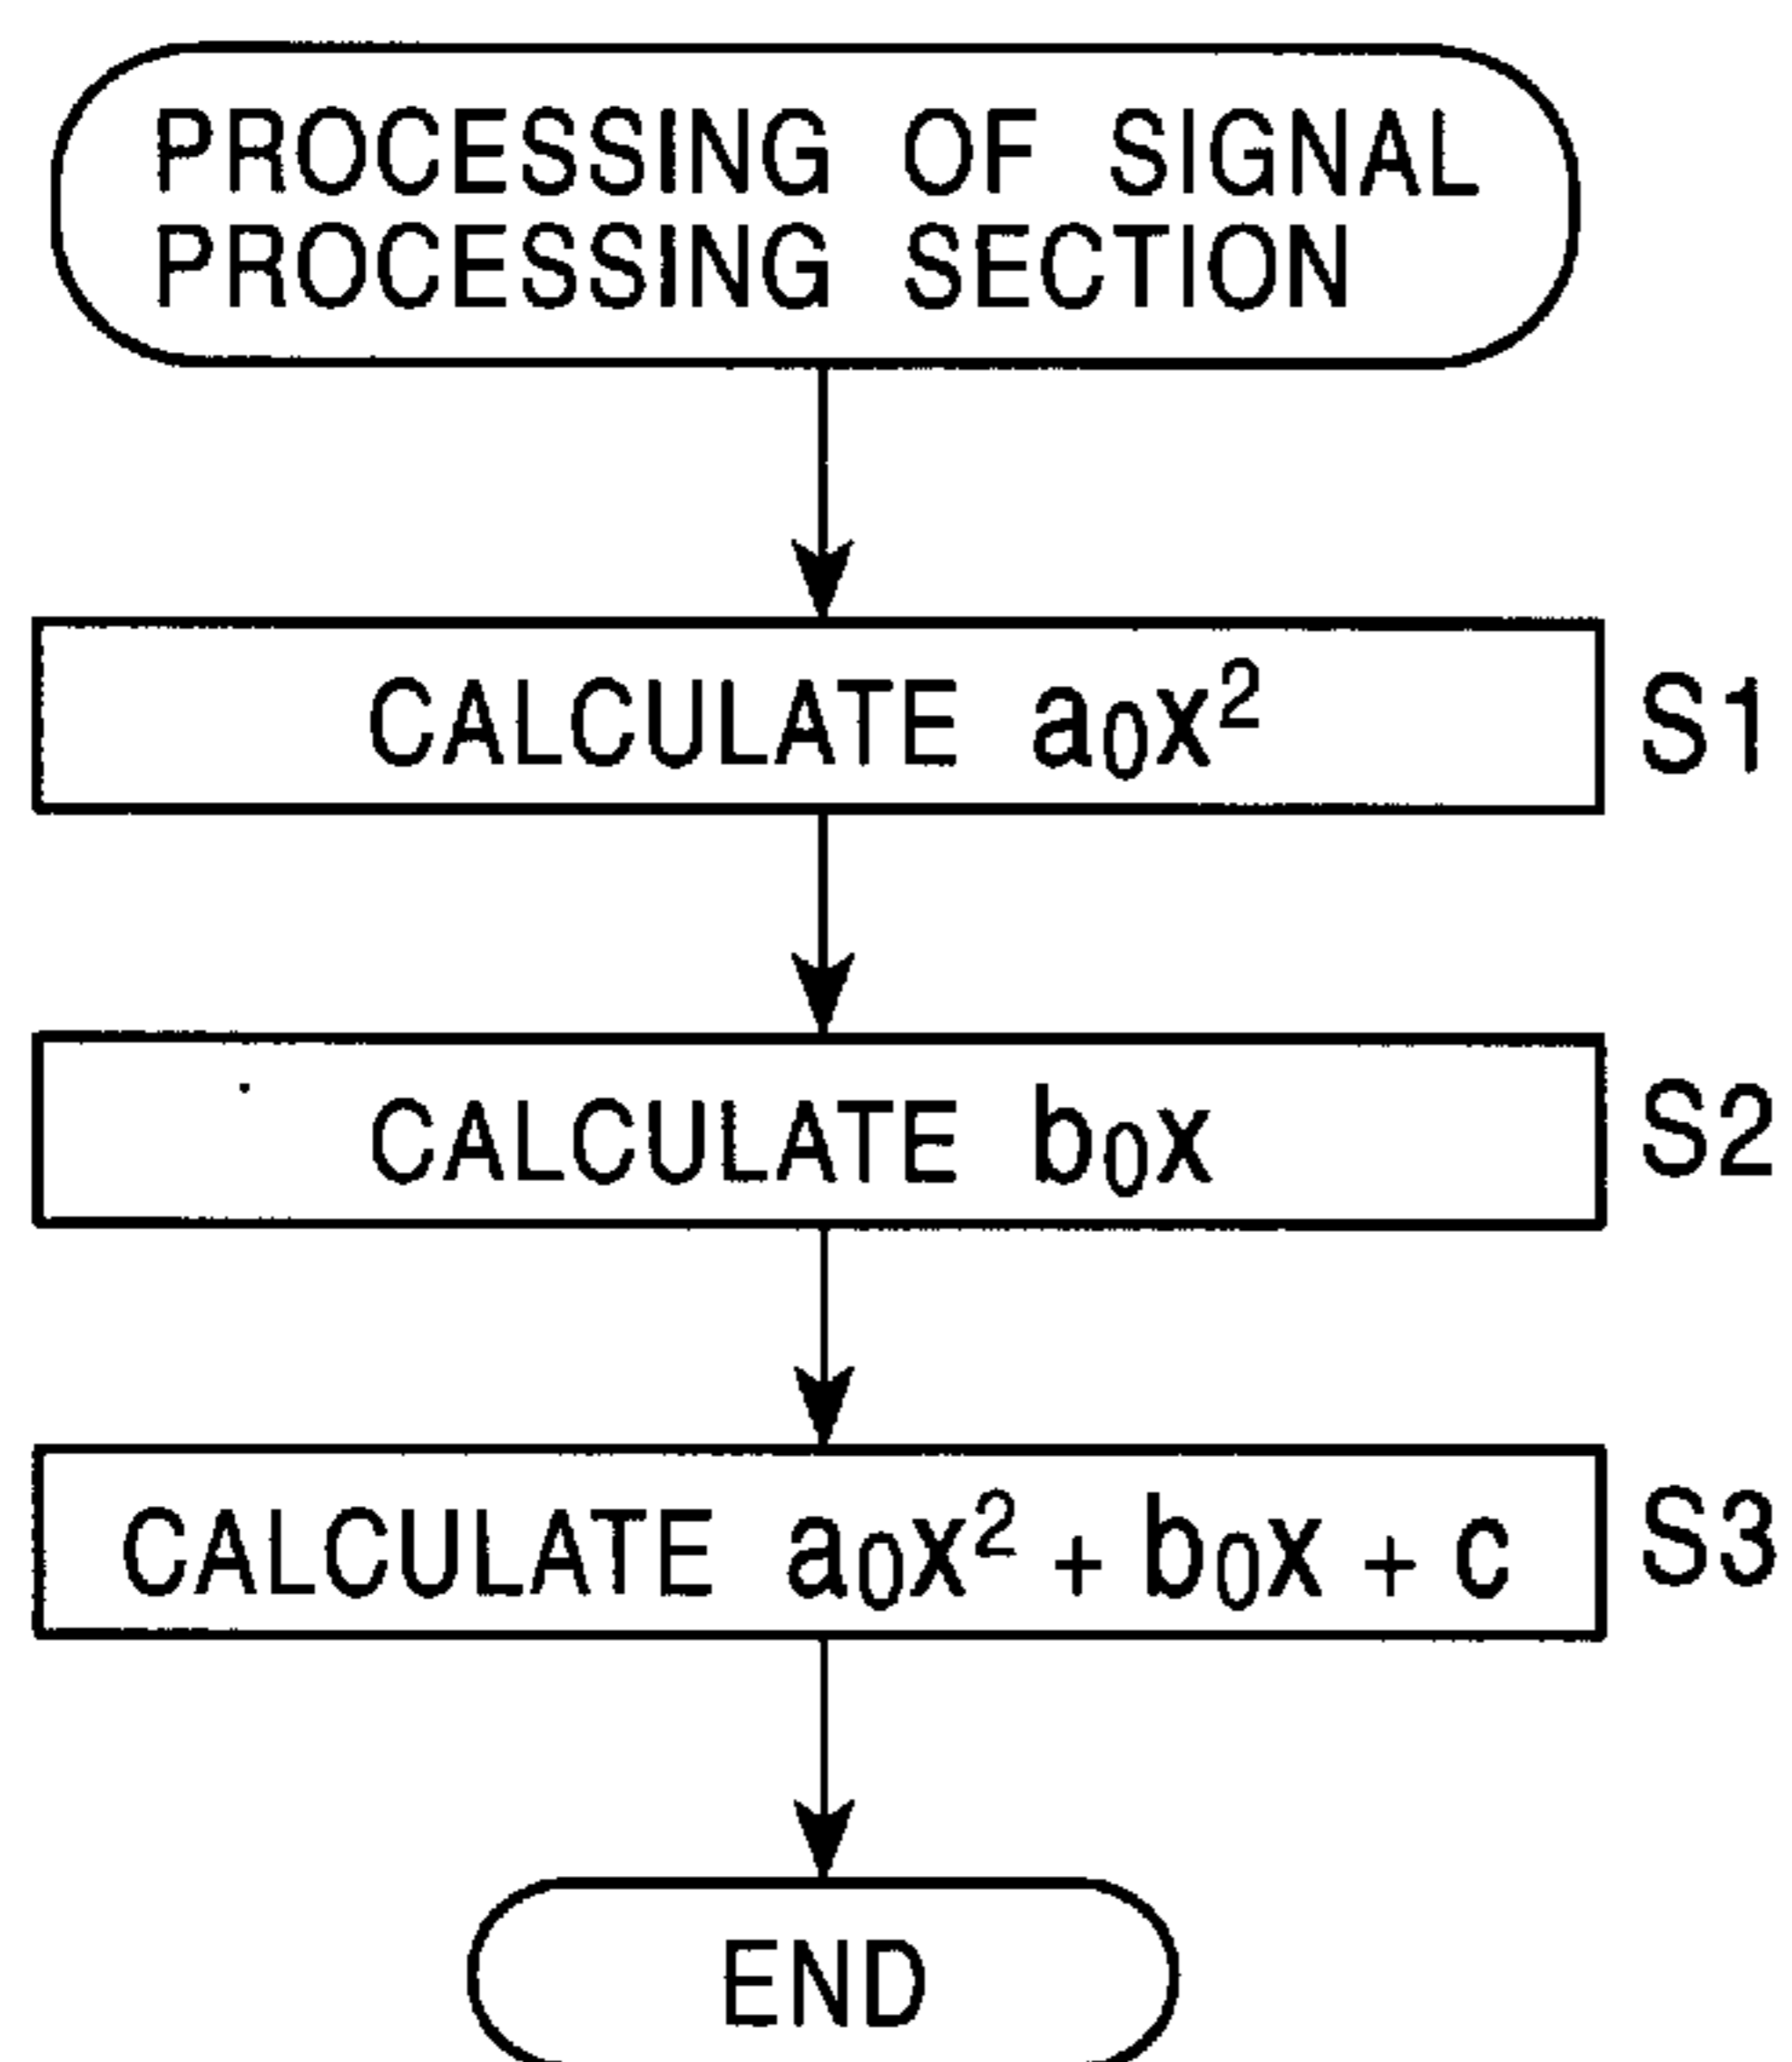 PROCESSING OF SIGNAL
PROCESSING SECTION
CALCULATE a₀x² S1
CALCULATE b₀x S2
CALCULATE a₀x² + b₀x + c S3
END